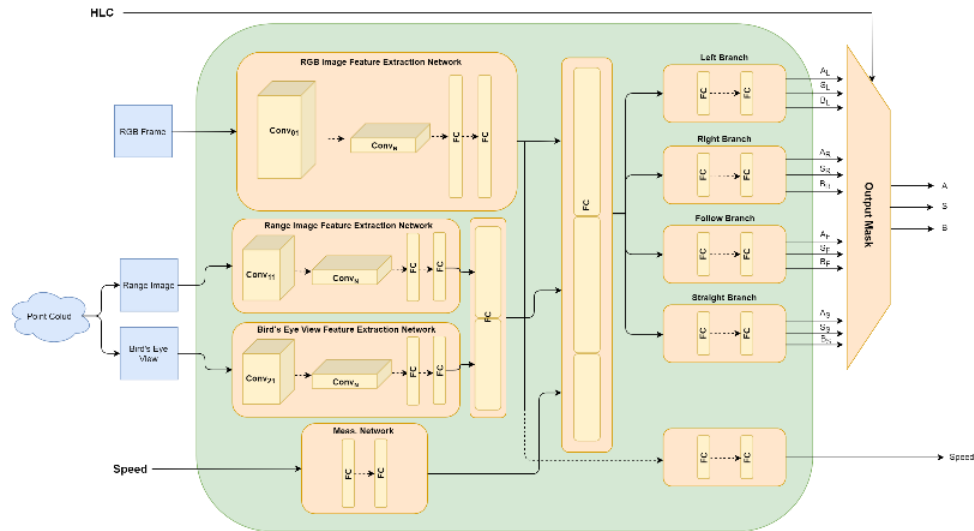 HLC
RGB Image Feature Extraction Network
RGB Frame
Conv01
ConvN
FC
FC
Range Image Feature Extraction Network
Range Image
Conv11
ConvN
FC
FC
Point Colud
Bird's Eye View Feature Extraction Network
Bird's Eye
View
Conv21
ConvN
FC
FC
FC
Meas. Network
Speed
FC
FC
FC
Left Branch
FC
FC
AL
SL
BL
Right Branch
FC
FC
AR
SR
BR
Follow Branch
FC
FC
AF
SF
BF
Straight Branch
FC
FC
AS
SS
BS
Output Mask
A
S
B
FC
FC
Speed